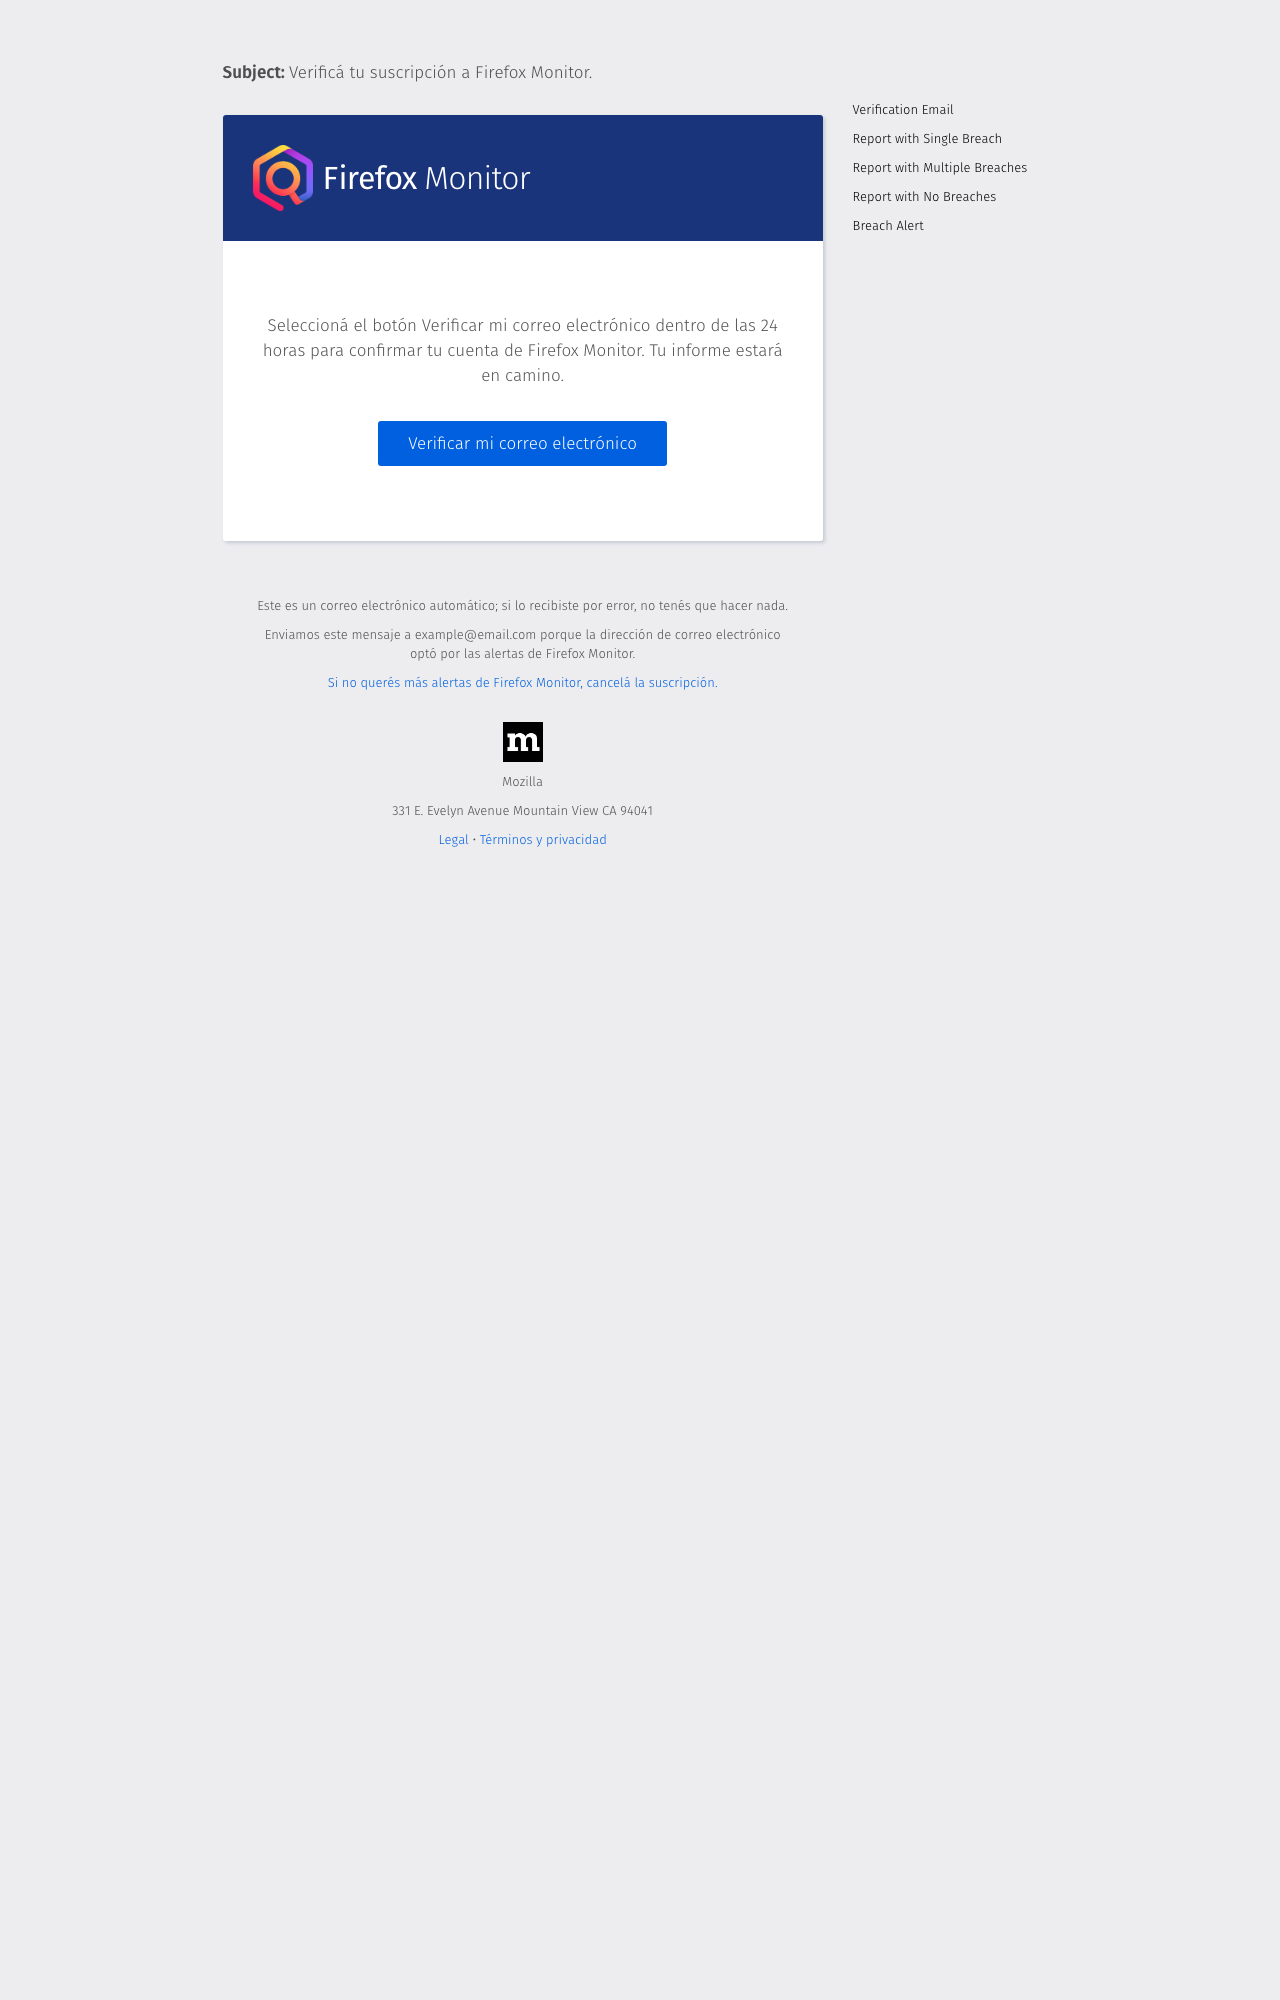 Subject: Verificá tu suscripción a Firefox Monitor.
Verification Email
Report with Single Breach
Report with Multiple Breaches
Report with No Breaches
Breach Alert
Firefox Monitor
Seleccioná el botón Verificar mi correo electrónico dentro de las 24
horas para confirmar tu cuenta de Firefox Monitor. Tu informe estará
en camino.
Verificar mi correo electrónico
Este es un correo electrónico automático; si lo recibiste por error, no tenés que hacer nada.
Enviamos este mensaje a example@email.com porque la dirección de correo electrónico
optó por las alertas de Firefox Monitor.
Si no querés más alertas de Firefox Monitor, cancelá la suscripción.
m
Mozilla
331 E. Evelyn Avenue Mountain View CA 94041
Legal • Términos y privacidad